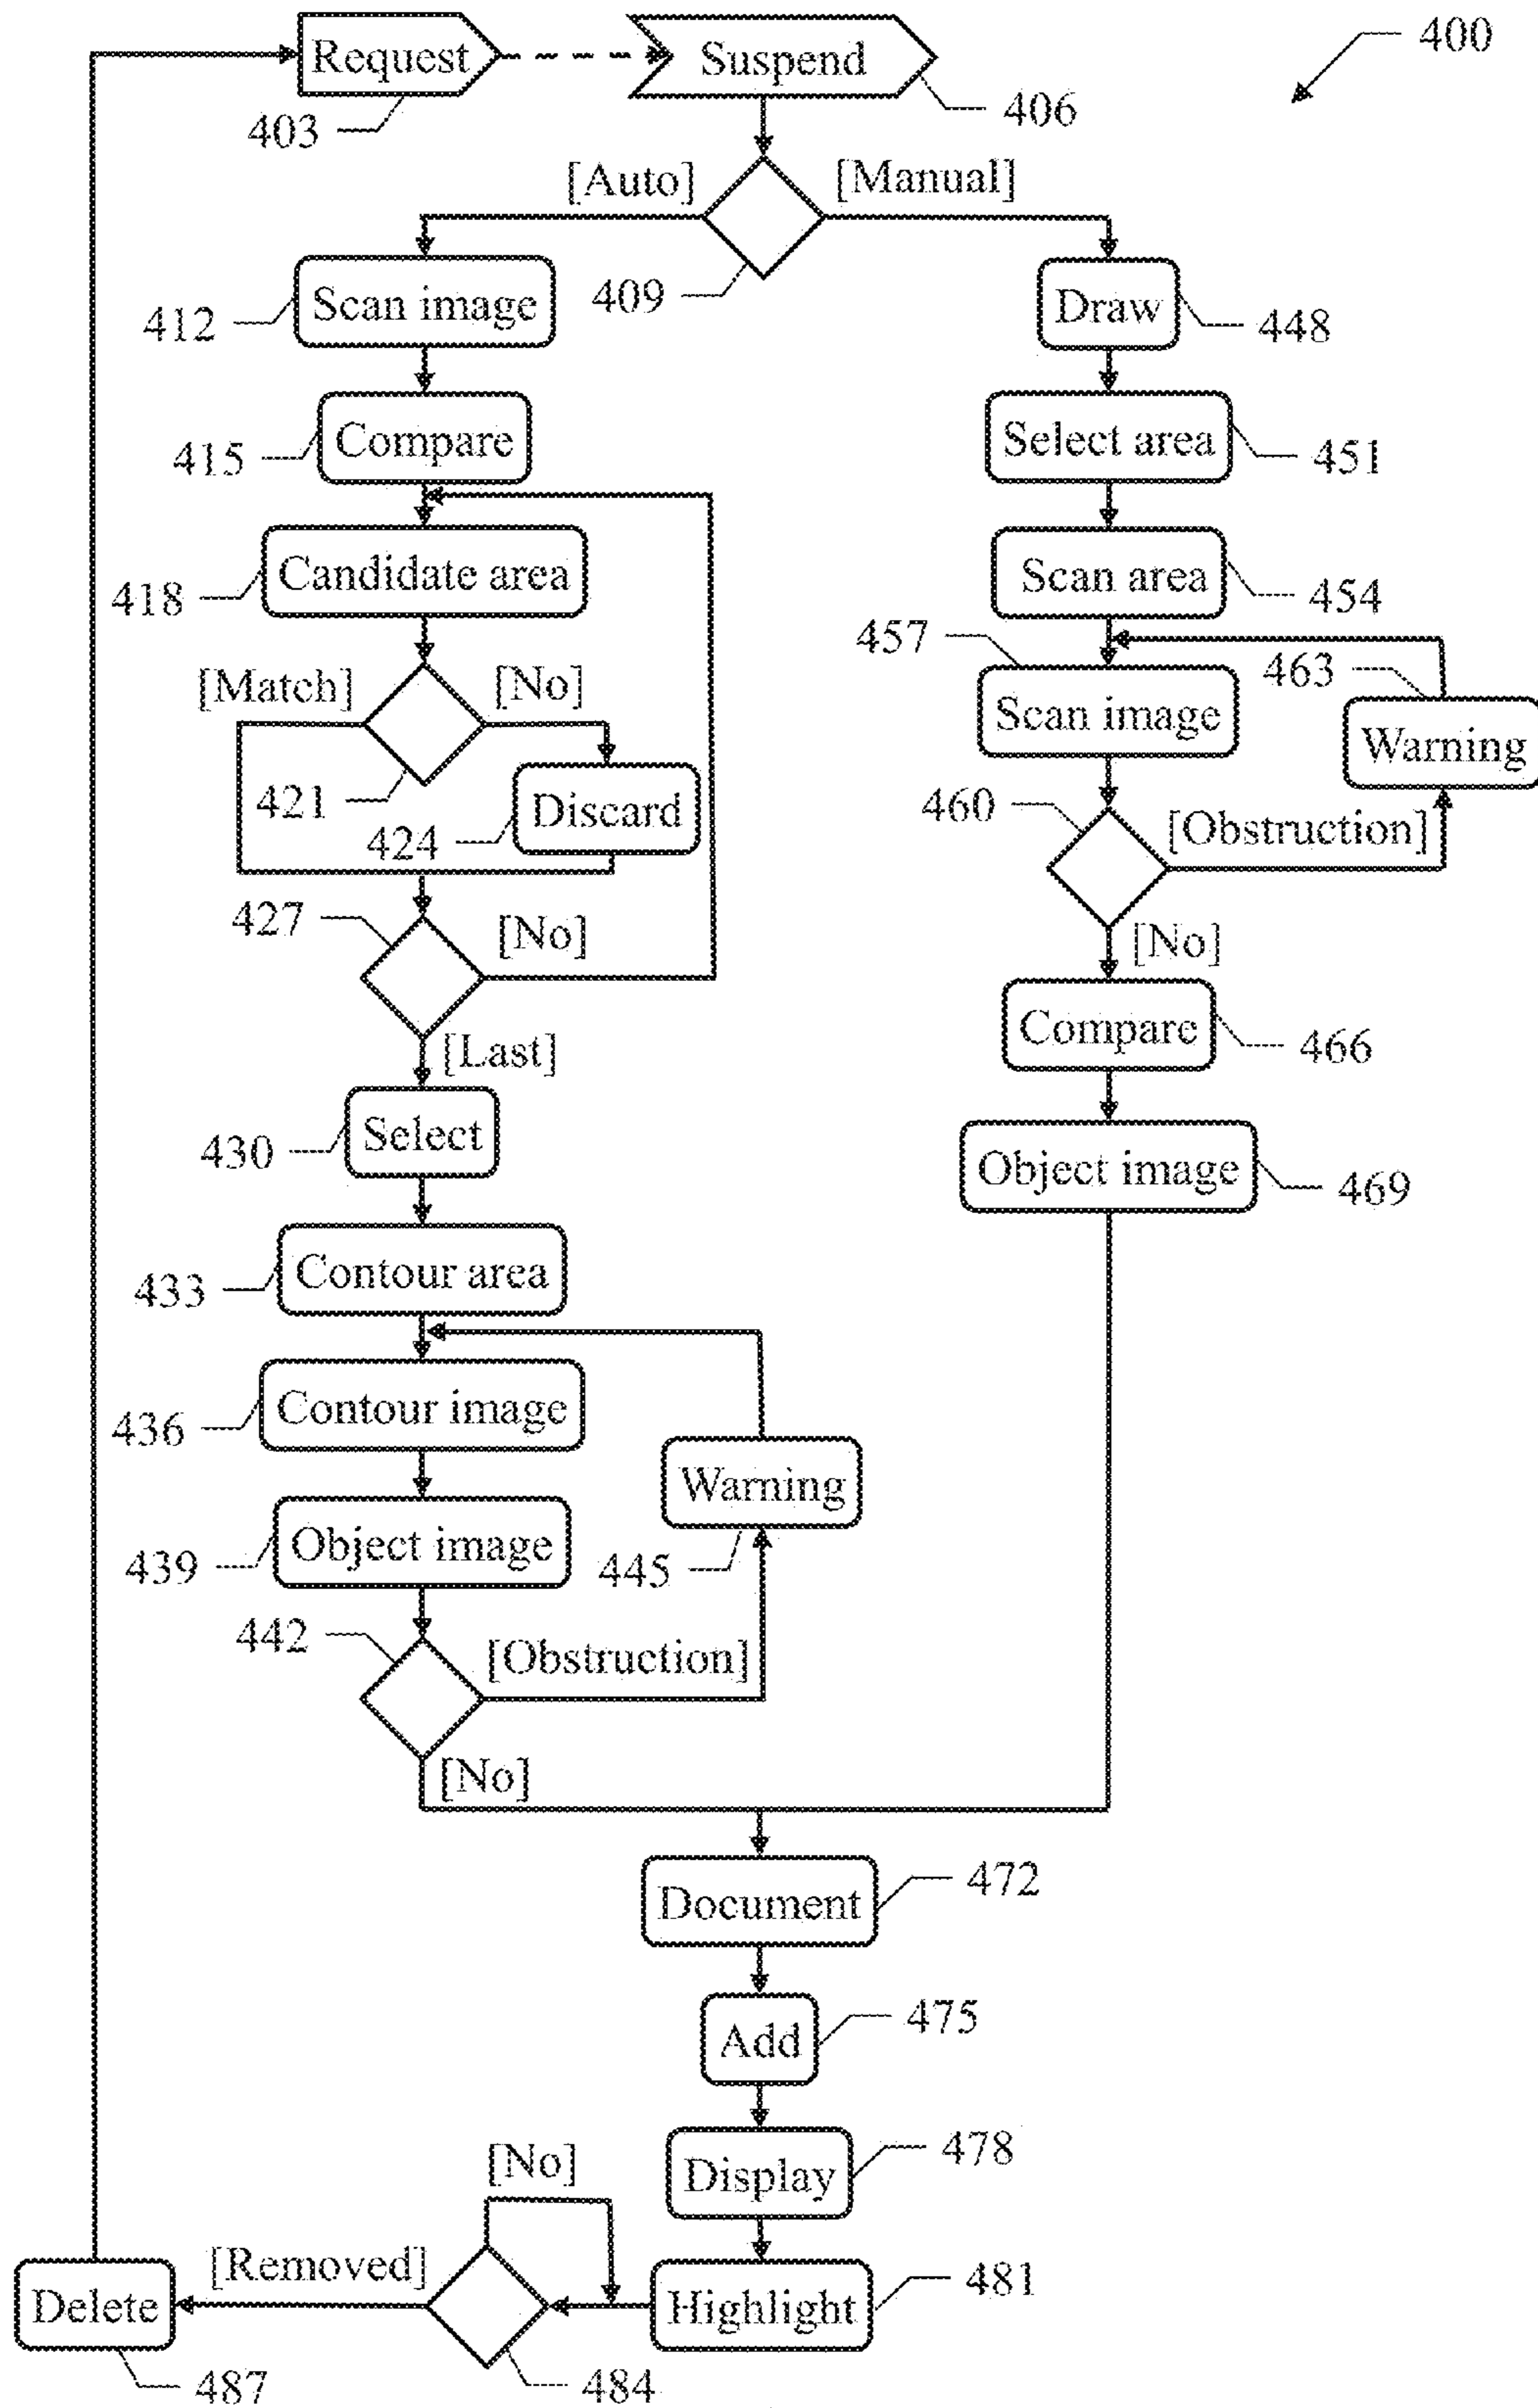 Request
Suspend
400
403
406
[Auto]
[Manual]
409
Scan image
412
Draw
448
Compare
415
Select area
451
Candidate area
418
Scan area
454
457
463
[Match]
[No]
Scan image
Warning
421
Discard
424
460
[Obstruction]
427
[No]
[No]
Compare
466
[Last]
Select
430
Object image
469
Contour area
433
Contour image
436
Warning
445
Object image
439
442
[Obstruction]
[No]
Document
472
Add
475
Display
478
[No]
[Removed]
Highlight
481
Delete
484
487